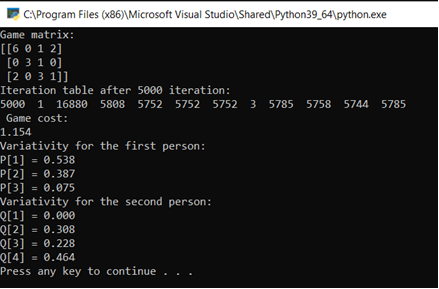 C:\Program Files (x86)\Microsoft Visual Studio\Shared\Python39_64\python.exe
Game matrix:
[[6 0 1 2]
 [0 3 1 0]
 [2 0 3 1]]
Iteration table after 5000 iteration:
5000  1  16880  5808  5752  5752  5752  3  5785  5758  5744  5785
 Game cost:
1.154
Variativity for the first person:
P[1] = 0.538
P[2] = 0.387
P[3] = 0.075
Variativity for the second person:
Q[1] = 0.000
Q[2] = 0.308
Q[3] = 0.228
Q[4] = 0.464
Press any key to continue . . .